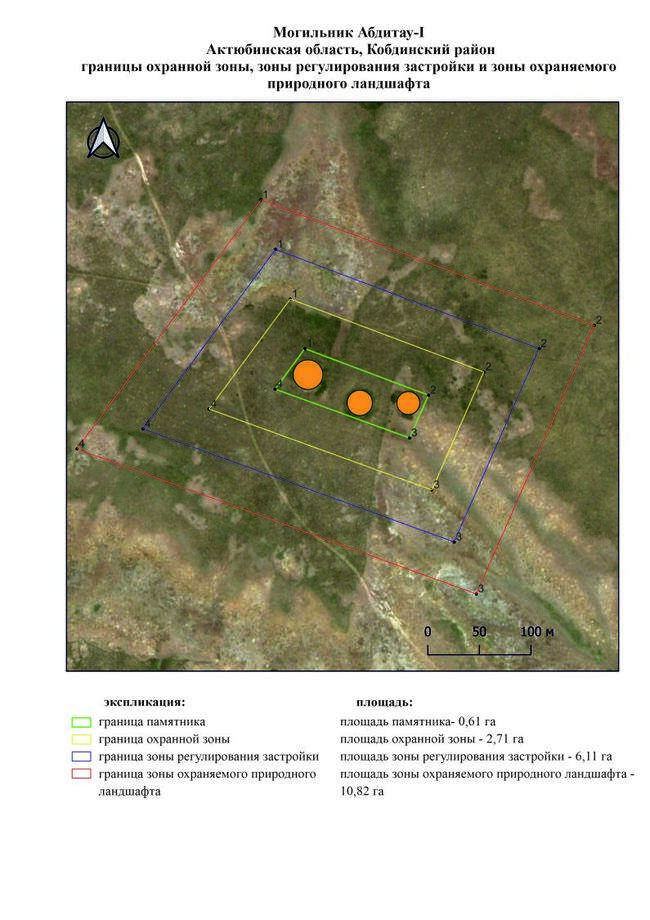 Могильник Абдитау-I
Актюбинская область, Кобдинский район
границы охранной зоны, зоны регулирования застройки и зоны охраняемого
природного ландшафта
1
2
1
2
1
2
1
2
4
3
4
3
4
3
4
3
0 50 100 м
экспликация:
площадь:
граница памятника
площадь памятника- 0,61 га
граница охранной зоны
площадь охранной зоны - 2,71 га
граница зоны регулирования застройки
площадь зоны регулирования застройки - 6,11 га
граница зоны охраняемого природного
ландшафта
площадь зоны охраняемого природного ландшафта -
10,82 га